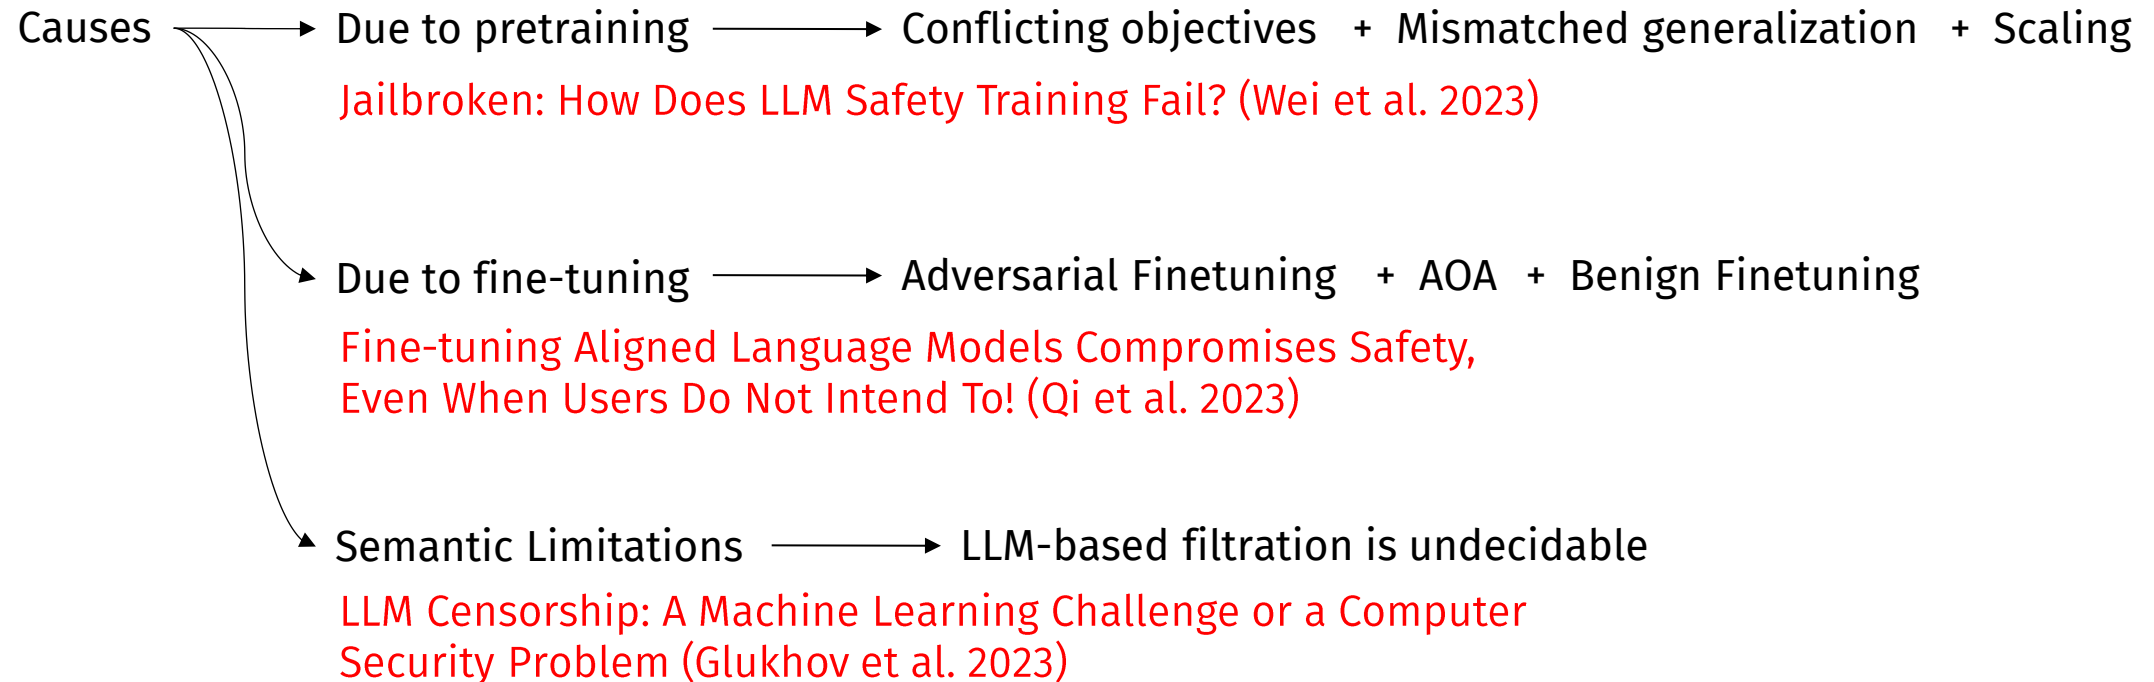 Causes Due to pretraining Conflicting objectives + Mismatched generalization + Scaling
Jailbroken: How Does LLM Safety Training Fail? (Wei et al. 2023)
Due to fine-tuning Adversarial Finetuning + AOA + Benign Finetuning
Fine-tuning Aligned Language Models Compromises Safety,
Even When Users Do Not Intend To! (Qi et al. 2023)
Semantic Limitations LLM-based filtration is undecidable
LLM Censorship: A Machine Learning Challenge or a Computer
Security Problem (Glukhov et al. 2023)